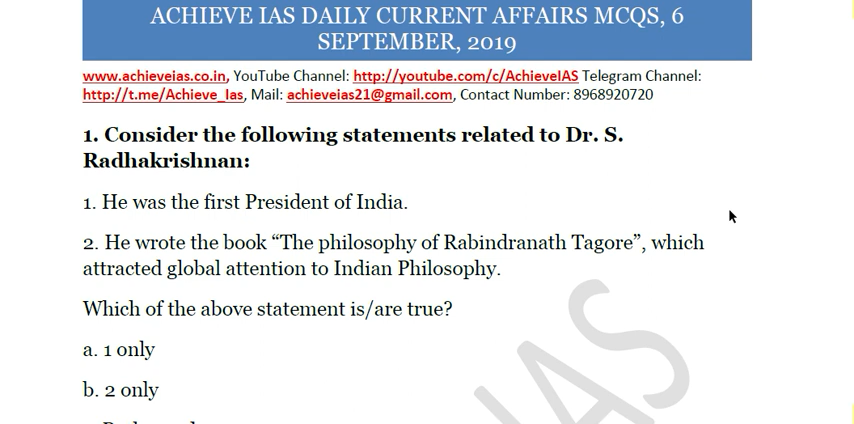 ACHIEVE IAS DAILY CURRENT AFFAIRS MCQS, 6
SEPTEMBER, 2019
www.achieveias.co.in, YouTube Channel: http://youtube.com/c/AchieveIAS Telegram Channel:
http://t.me/Achieve_Ias, Mail: achieveias21@gmail.com, Contact Number: 8968920720
1. Consider the following statements related to Dr. S.
Radhakrishnan:
1. He was the first President of India.
2. He wrote the book “The philosophy of Rabindranath Tagore”, which
attracted global attention to Indian Philosophy.
Which of the above statement is/are true?
a. 1 only
b. 2 only
IAS